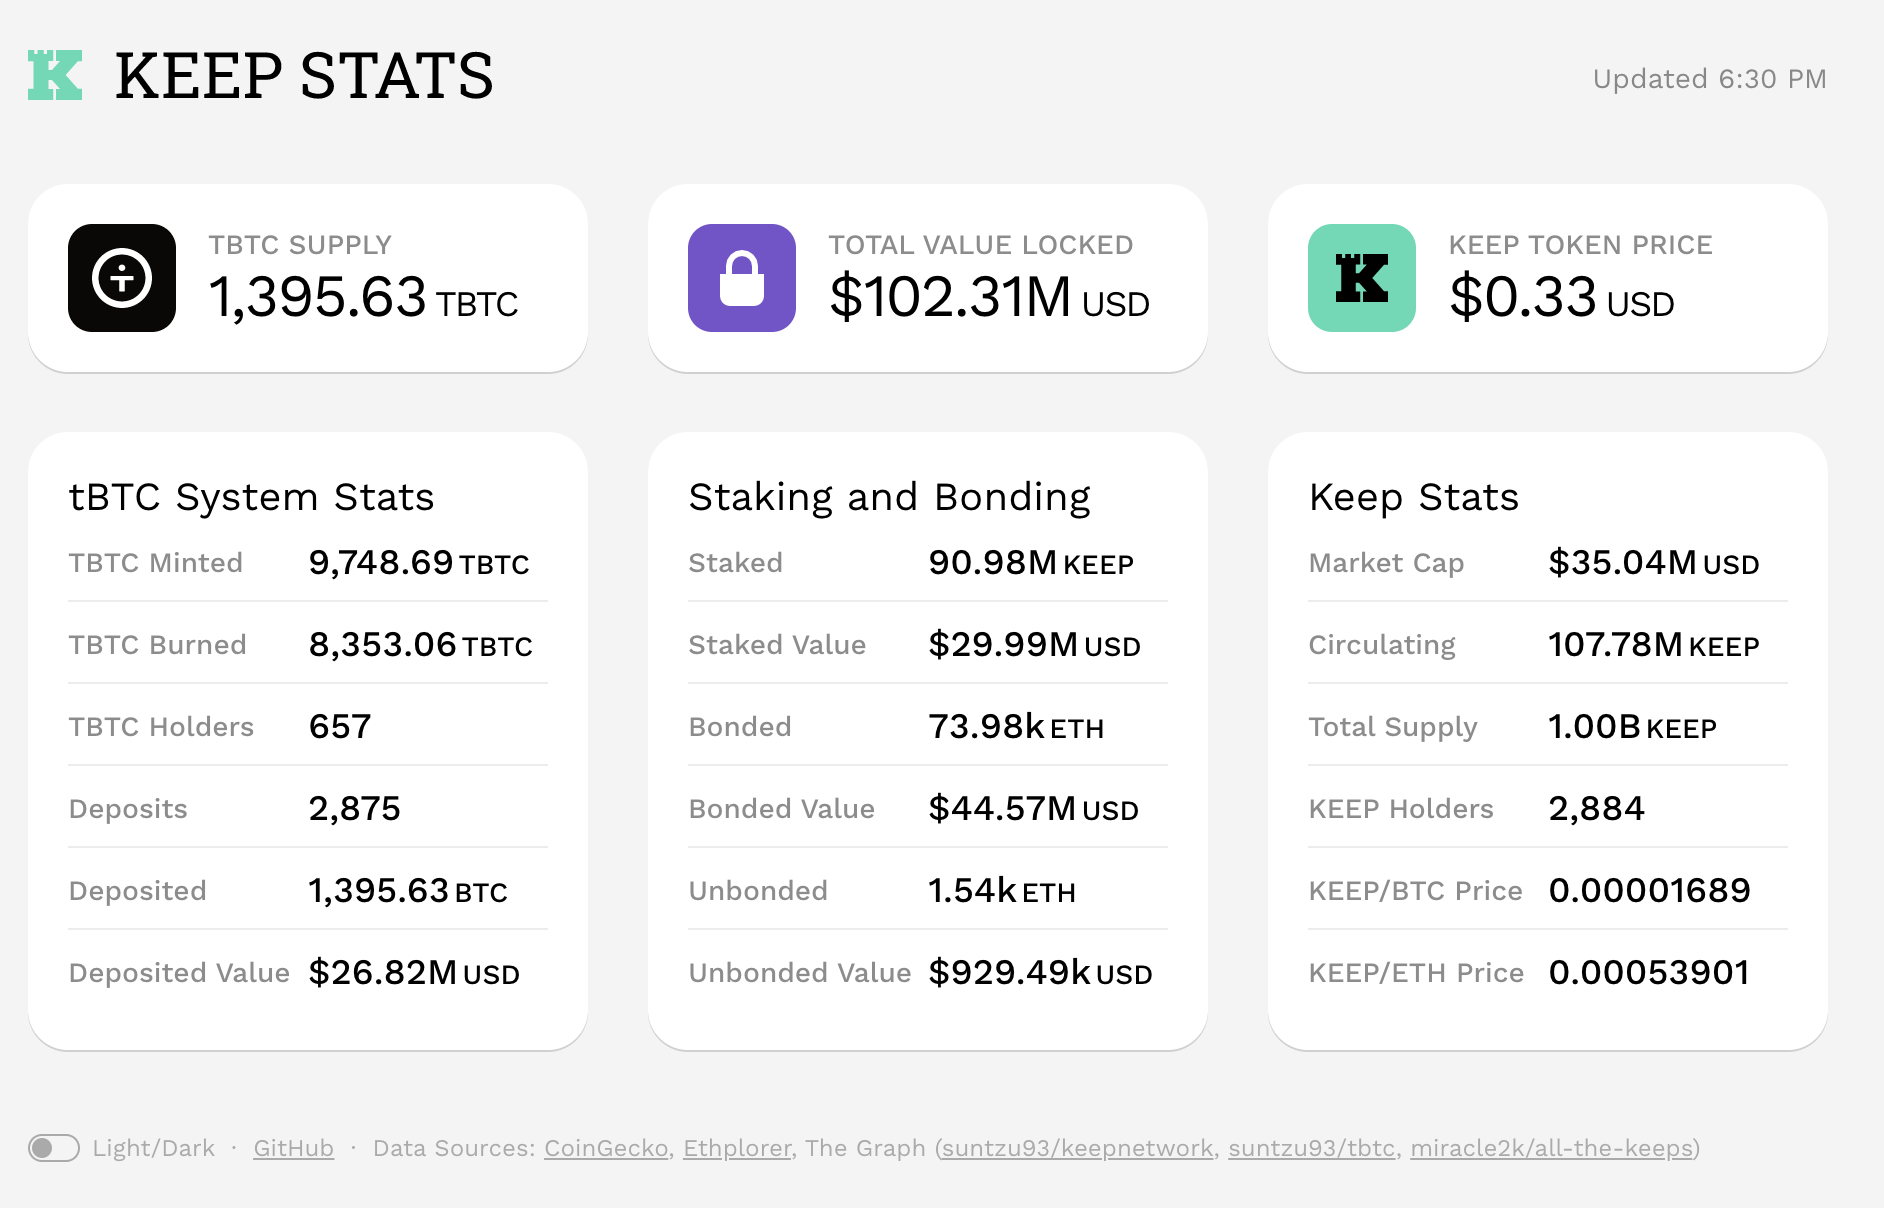 KEEP STATS
Updated 6:30 PM
TBTC SUPPLY
1,395.63 TBTC
TOTAL VALUE LOCKED
$102.31M USD
KEEP TOKEN PRICE
$0.33 USD
tBTC System Stats
TBTC Minted 9,748.69 TBTC
TBTC Burned 8,353.06 TBTC
TBTC Holders 657
Deposits 2,875
Deposited 1,395.63 BTC
Deposited Value $26.82M USD
Staking and Bonding
Staked 90.98M KEEP
Staked Value $29.99M USD
Bonded 73.98k ETH
Bonded Value $44.57M USD
Unbonded 1.54k ETH
Unbonded Value $929.49k USD
Keep Stats
Market Cap $35.04M USD
Circulating 107.78M KEEP
Total Supply 1.00B KEEP
KEEP Holders 2,884
KEEP/BTC Price 0.00001689
KEEP/ETH Price 0.00053901
Light/Dark · GitHub · Data Sources: CoinGecko, Ethplorer, The Graph (suntzu93/keepnetwork, suntzu93/tbtc, miracle2k/all-the-keeps)